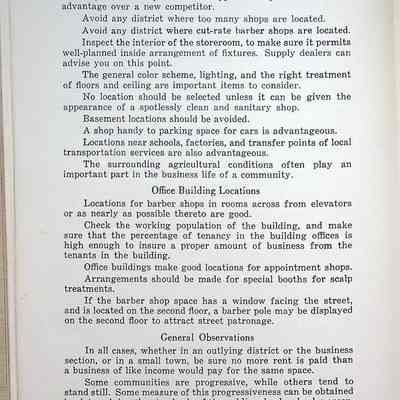 advantage over a new competitor.
Avoid any district where too many shops are located.
Avoid any district where cut-rate barber shops are located.
Inspect the interior of the storeroom, to make sure it permits
well-planned inside arrangement of fixtures. Supply dealers can
advise you on this point.
The general color scheme, lighting, and the right treatment
of floors and ceiling are important items to consider.
No location should be selected unless it can be given the
appearance of a spotlessly clean and sanitary shop.
Basement locations should be avoided.
A shop handy to parking space for cars is advantageous.
Locations near schools, factories, and transfer points of local
transportation services are also advantageous.
The surrounding agricultural conditions often play an
important part in the business life of a community.
Office Building Locations
Locations for barber shops in rooms across from elevators
or as nearly as possible thereto are good.
Check the working population of the building, and make
sure that the percentage of tenancy in the building offices is
high enough to insure a proper amount of business from the
tenants in the building.
Office buildings make good locations for appointment shops.
Arrangements should be made for special booths for scalp
treatments.
If the barber shop space has a window facing the street,
and is located on the second floor, a barber pole may be displayed
on the second floor to attract street patronage.
General Observations
In all cases, whether in an outlying district or the business
section, or in a small town, be sure no more rent is paid than
a business of like income would pay for the same space.
Some communities are progressive, while others tend to
stand still. Some measure of this progressiveness can be obtained